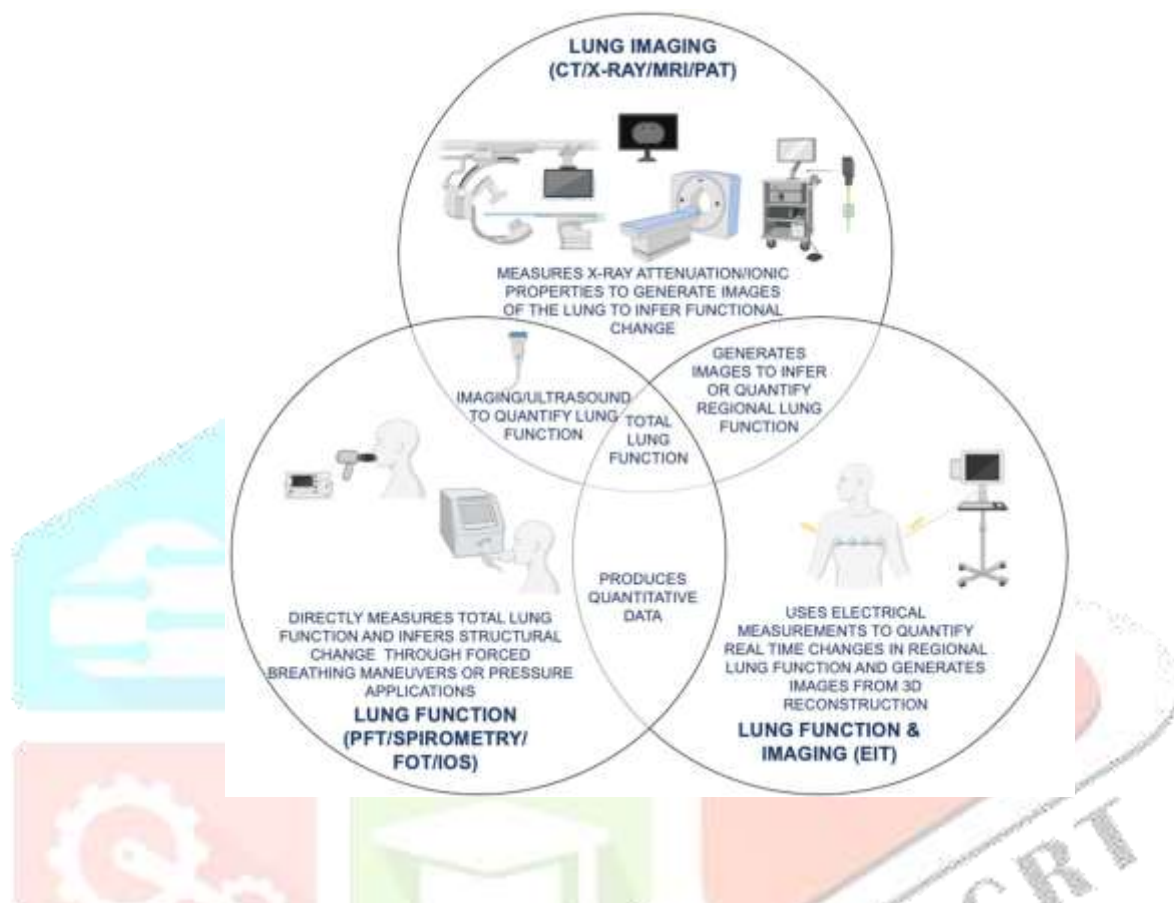 LUNG IMAGING
(CT/X-RAY/MRI/PAT)
MEASURES X-RAY ATTENUATION/IONIC
PROPERTIES TO GENERATE IMAGES
OF THE LUNG TO INFER FUNCTIONAL
CHANGE
IMAGING/ULTRASOUND
TO QUANTIFY LUNG
FUNCTION
GENERATES
IMAGES TO INFER
OR QUANTIFY
REGIONAL LUNG
FUNCTION
TOTAL
LUNG
FUNCTION
PRODUCES
QUANTITATIVE
DATA
DIRECTLY MEASURES TOTAL LUNG
FUNCTION AND INFERS STRUCTURAL
CHANGE THROUGH FORCED
BREATHING MANEUVERS OR PRESSURE
APPLICATIONS
LUNG FUNCTION
(PFT/SPIROMETRY/
FOT/IOS)
USES ELECTRICAL
MEASUREMENTS TO QUANTIFY
REAL TIME CHANGES IN REGIONAL
LUNG FUNCTION AND GENERATES
IMAGES FROM 3D
RECONSTRUCTION
LUNG FUNCTION &
IMAGING (EIT)
CRT